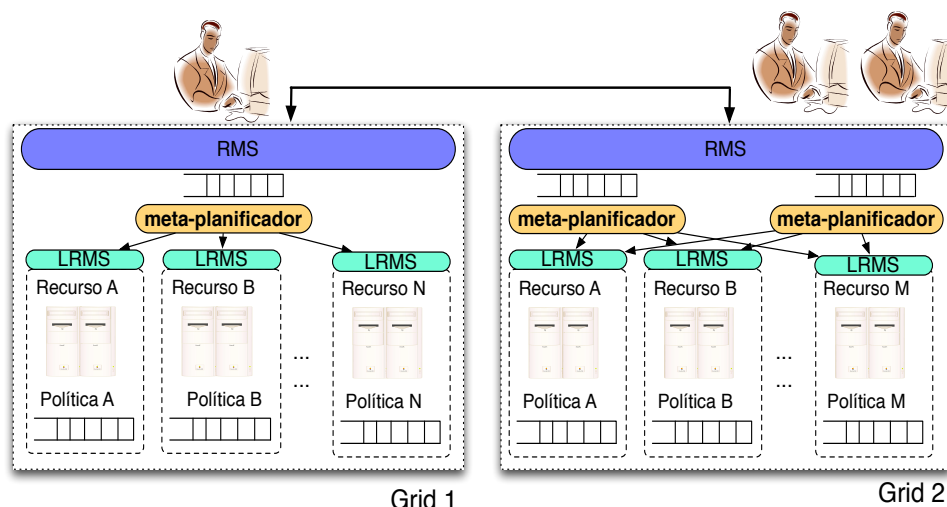 RMS
meta-planificador
LRMS
LRMS
LRMS
Recurso A
Recurso B
Recurso N
...
...
Política A
Política B
Política N
Grid 1
RMS
meta-planificador
meta-planificador
LRMS
LRMS
LRMS
Recurso A
Recurso B
Recurso M
...
...
Política A
Política B
Política M
Grid 2